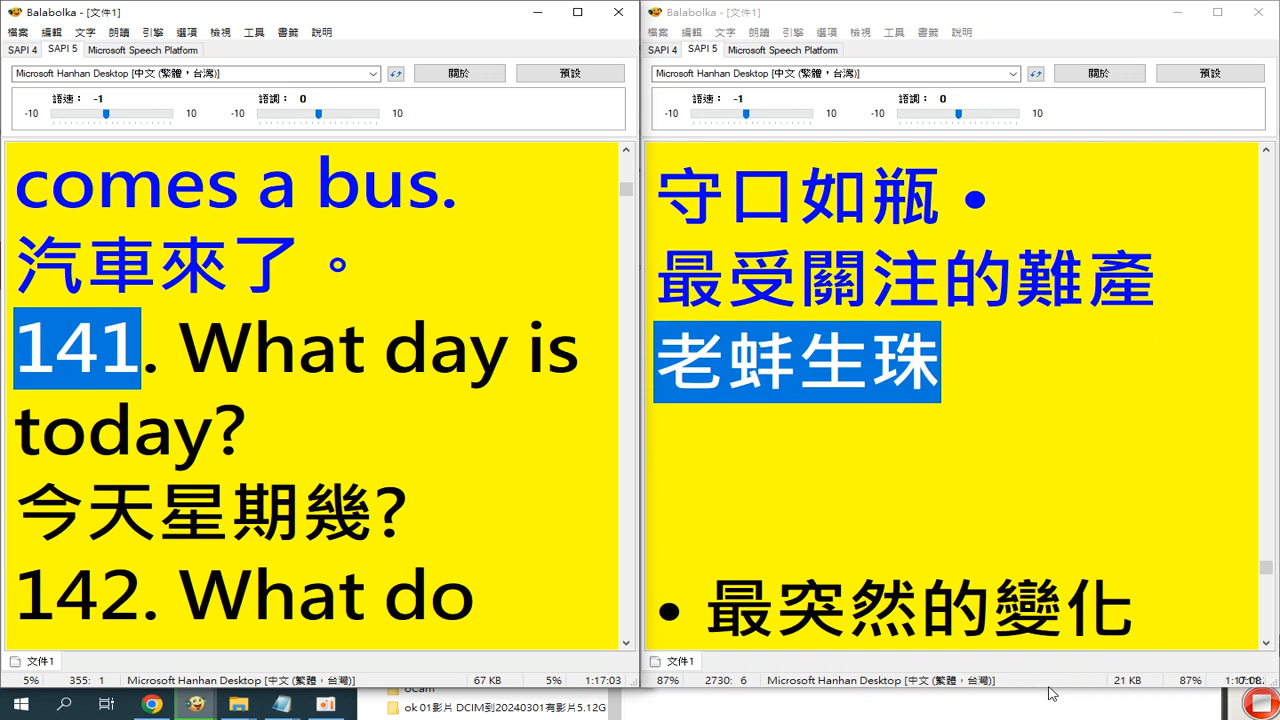 Balabolka - [文件1]
檔案 編輯 文字 朗讀 引擎 選項 檢視 工具 書籤 說明
SAPI 4 SAPI 5 Microsoft Speech Platform
Microsoft Hanhan Desktop [中文 (繁體，台灣)] 關於 預設
語速： -1 語調： 0
-10 10 -10 10
comes a bus.
汽車來了。
141. What day is
today?
今天星期幾?
142. What do
文件1
5% 355: 1 Microsoft Hanhan Desktop [中文 (繁體，台灣)] 67 KB 5% 1:17:03
Balabolka - [文件1]
檔案 編輯 文字 朗讀 引擎 選項 檢視 工具 書籤 說明
SAPI 4 SAPI 5 Microsoft Speech Platform
Microsoft Hanhan Desktop [中文 (繁體，台灣)] 關於 預設
語速： -1 語調： 0
-10 10 -10 10
守口如瓶•
最受關注的難產
老蚌生珠
• 最突然的變化
文件1
87% 2730: 6 Microsoft Hanhan Desktop [中文 (繁體，台灣)] 21 KB 87%
ok 01影片 DCIM到20240301有影片5.12G